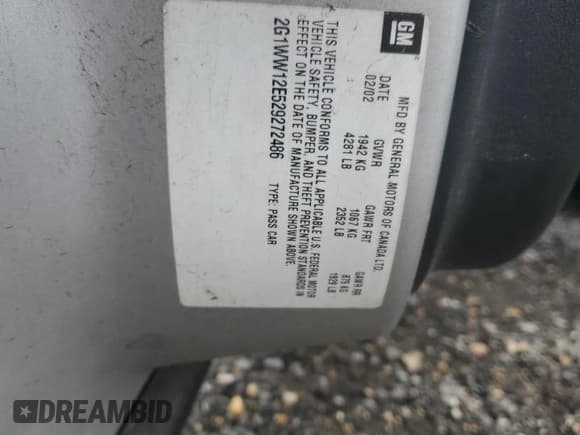 GM
MFD BY GENERAL MOTORS OF CANADA LTD.
DATE GVWR GAWR FRT GAWR RR
02/02 1942 KG 1067 KG 875 KG
4281 LB 2352 LB 1929 LB
THIS VEHICLE CONFORMS TO ALL APPLICABLE U.S. FEDERAL MOTOR
VEHICLE SAFETY, BUMPER, AND THEFT PREVENTION STANDARDS IN
EFFECT ON THE DATE OF MANUFACTURE SHOWN ABOVE.
2G1WW12E529272486 TYPE: PASS CAR
DREAMBID